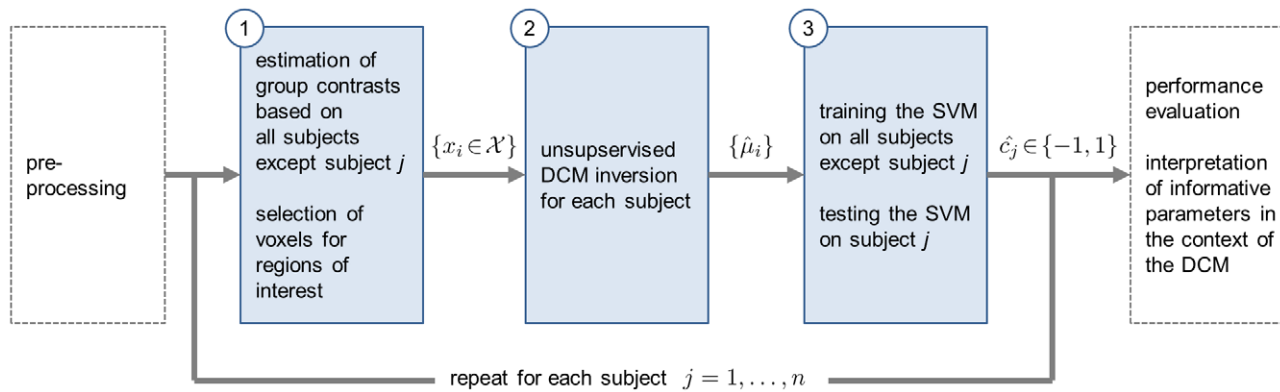 pre-
processing
1
estimation of
group contrasts
based on
all subjects
except subject j
selection of
voxels for
regions of
interest
{x_i ∈ 𝒳}
2
unsupservised
DCM inversion
for each subject
{μ̂_i}
3
training the SVM
on all subjects
except subject j
testing the SVM
on subject j
ĉ_j ∈ {−1, 1}
performance
evaluation
interpretation
of informative
parameters in
the context of
the DCM
repeat for each subject j = 1, . . . , n